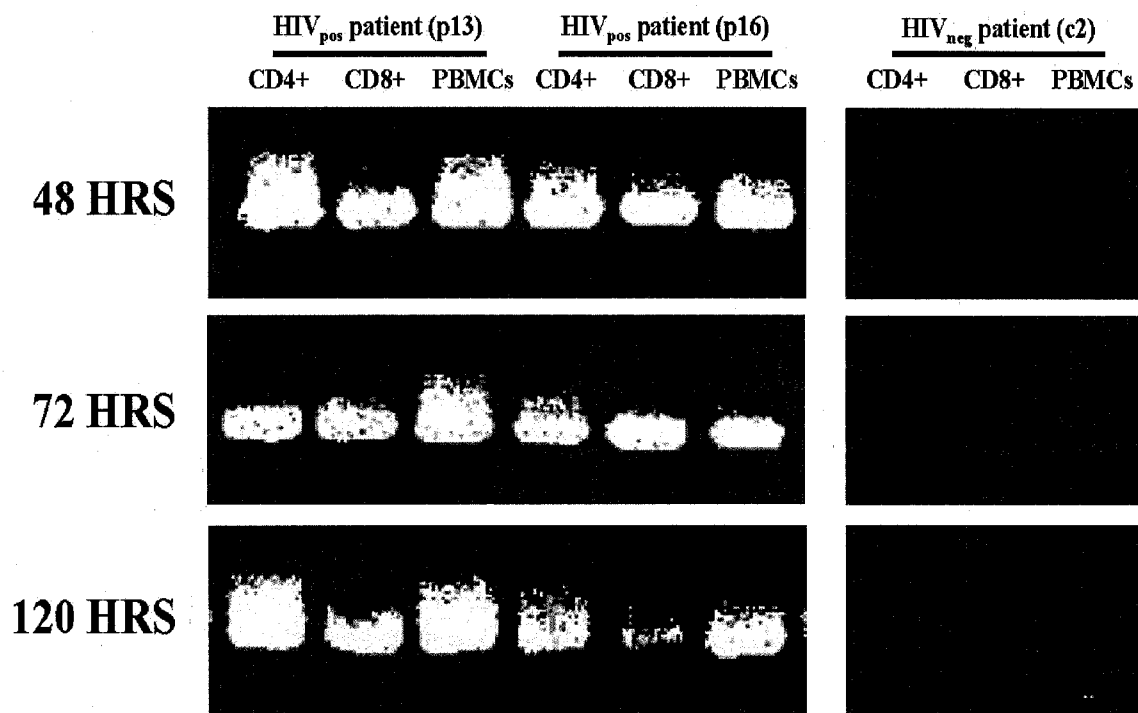 HIVpos patient (p13) HIVpos patient (p16) HIVneg patient (c2)
CD4+ CD8+ PBMCs CD4+ CD8+ PBMCs CD4+ CD8+ PBMCs
48 HRS
72 HRS
120 HRS